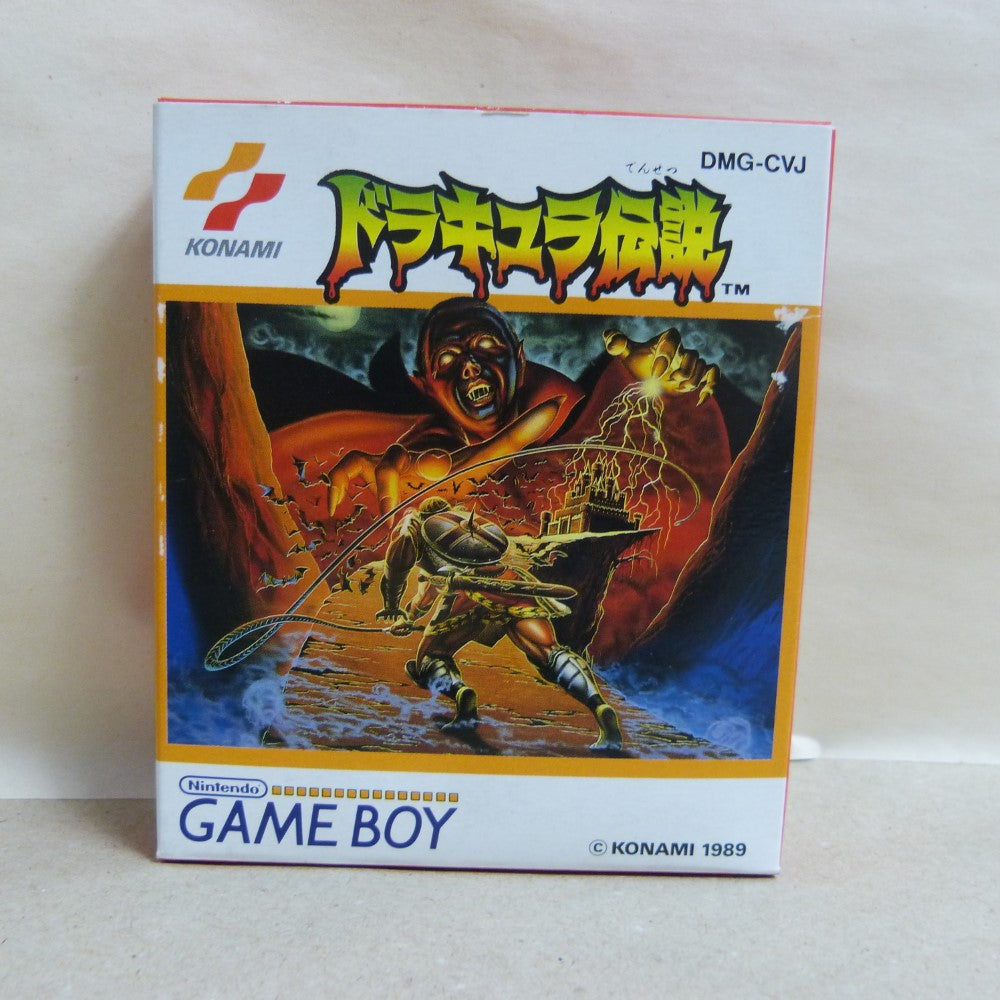 KONAMI
DMG-CVJ
でんせつ
ドラキュラ伝説
TM
Nintendo
GAME BOY
© KONAMI 1989